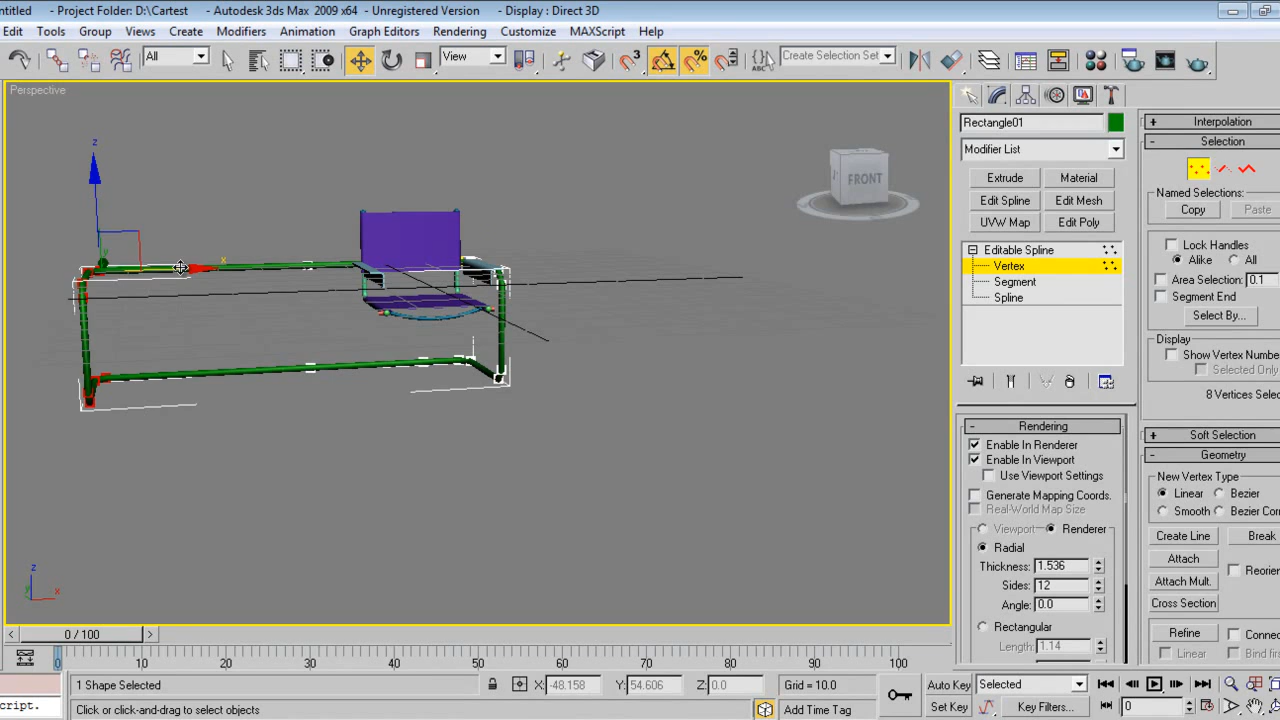 ntitled - Project Folder: D:\Cartest - Autodesk 3ds Max 2009 x64 - Unregistered Version - Display : Direct 3D
Edit Tools Group Views Create Modifiers Animation Graph Editors Rendering Customize MAXScript Help
All View Create Selection Set
Perspective
z
x
y
FRONT
z
x
y
Rectangle01
Modifier List
Extrude Material
Edit Spline Edit Mesh
UVW Map Edit Poly
Editable Spline
Vertex
Segment
Spline
Rendering
Enable In Renderer
Enable In Viewport
Use Viewport Settings
Generate Mapping Coords.
Real-World Map Size
Viewport Renderer
Radial
Thickness: 1.536
Sides: 12
Angle: 0.0
Rectangular
Length: 1.14
Interpolation
Selection
Named Selections:
Copy Paste
Lock Handles
Alike All
Area Selection: 0.1
Segment End
Select By...
Display
Show Vertex Number
Selected Only
8 Vertices Select
Soft Selection
Geometry
New Vertex Type
Linear Bezier
Smooth Bezier Corn
Create Line Break
Attach
Reorien
Attach Mult.
Cross Section
Refine Connec
Linear Bind firs
< 0 / 100 >
0 10 20 30 40 50 60 70 80 90 100
1 Shape Selected X: -48.158 Y: 54.606 Z: 0.0 Grid = 10.0 Auto Key Selected
cript. Click or click-and-drag to select objects Add Time Tag Set Key Key Filters... 0